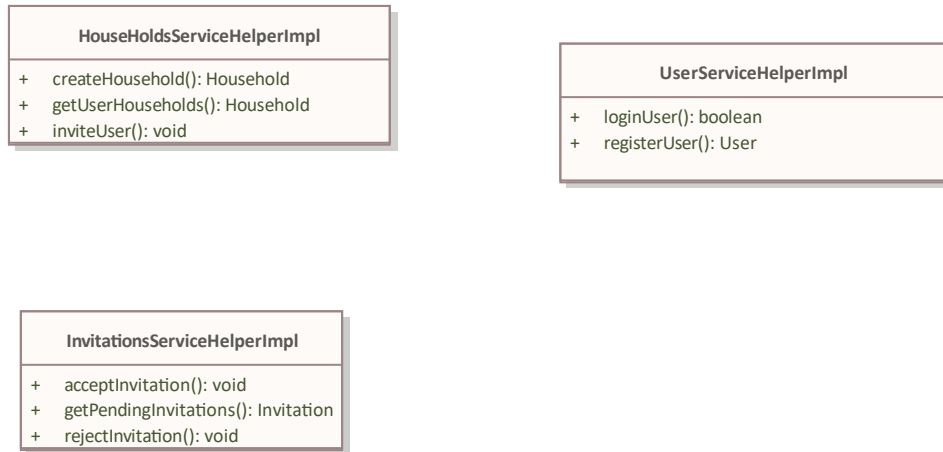 HouseHoldsServiceHelperImpl
+ createHousehold(): Household
+ getUserHouseholds(): Household
+ inviteUser(): void
UserServiceHelperImpl
+ loginUser(): boolean
+ registerUser(): User
InvitationsServiceHelperImpl
+ acceptInvitation(): void
+ getPendingInvitations(): Invitation
+ rejectInvitation(): void